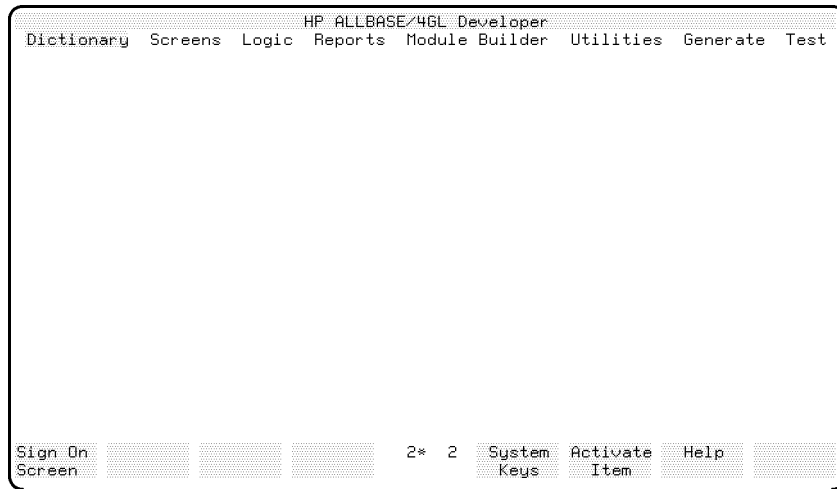 HP ALLBASE/4GL Developer
Dictionary Screens Logic Reports Module Builder Utilities Generate Test
Sign On 2* 2 System Activate Help
Screen Keys Item